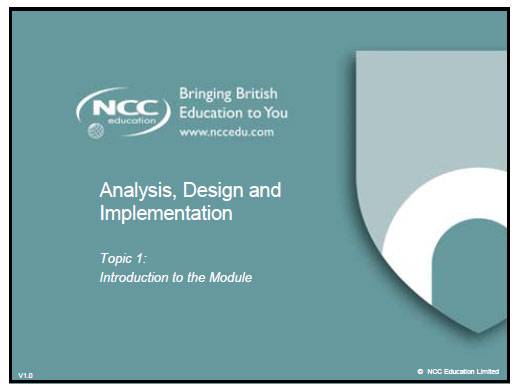 NCC
education
Bringing British
Education to You
www.nccedu.com
Analysis, Design and
Implementation
Topic 1:
Introduction to the Module
V1.0
© NCC Education Limited